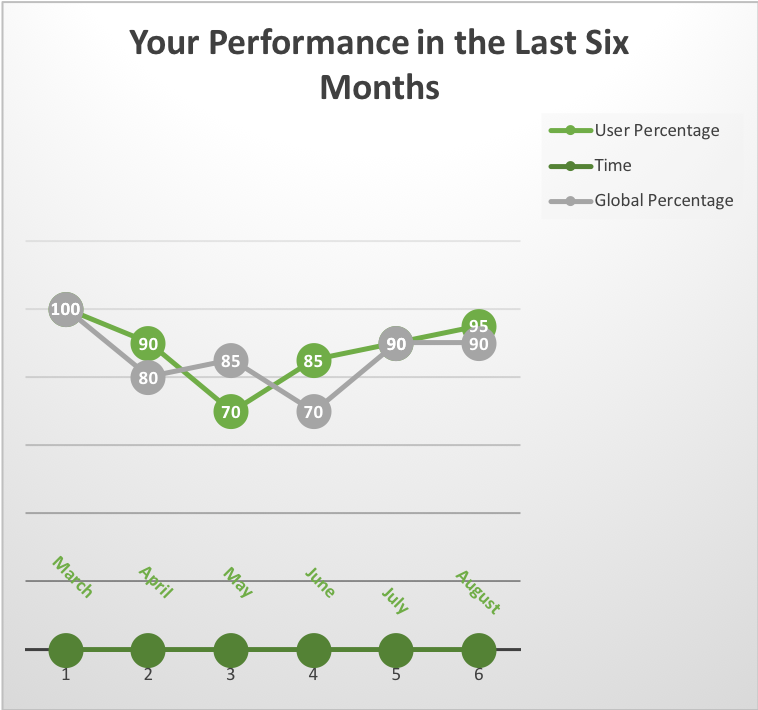 Your Performance in the Last Six
Months
User Percentage
Time
Global Percentage
100
95
90
90
90
85
85
80
70
70
March
April
May
June
July
August
1
2
3
4
5
6